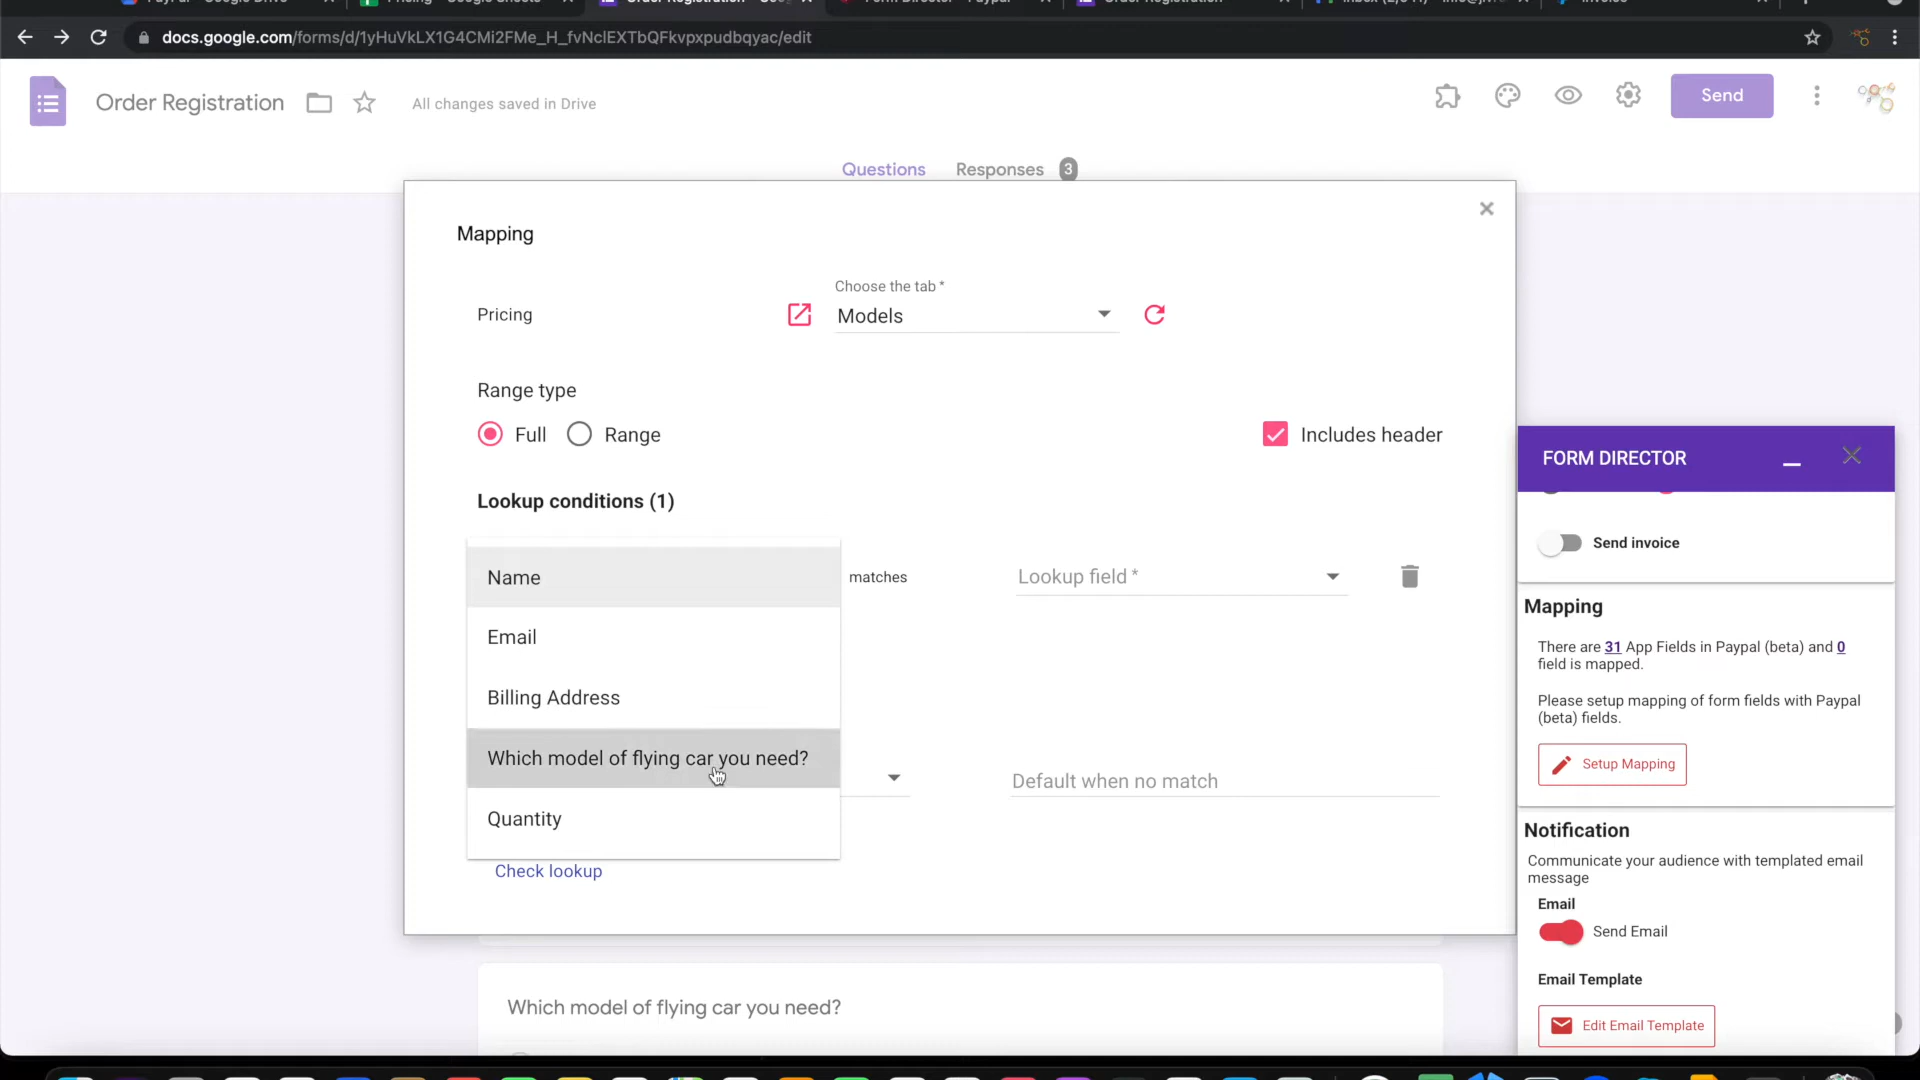 docs.google.com/forms/d/1yHuVkLX1G4CMi2FMe_H_fvNclEXTbQFkvpxpudbqyac/edit
Order Registration
All changes saved in Drive
Send
Questions
Responses 3
Mapping
Pricing
Choose the tab *
Models
Range type
Full
Range
Includes header
Lookup conditions (1)
Name
matches
Lookup field *
Email
Billing Address
Which model of flying car you need?
Default when no match
Quantity
Check lookup
Which model of flying car you need?
FORM DIRECTOR
Send invoice
Mapping
There are 31 App Fields in Paypal (beta) and 0
field is mapped.
Please setup mapping of form fields with Paypal
(beta) fields.
Setup Mapping
Notification
Communicate your audience with templated email
message
Email
Send Email
Email Template
Edit Email Template